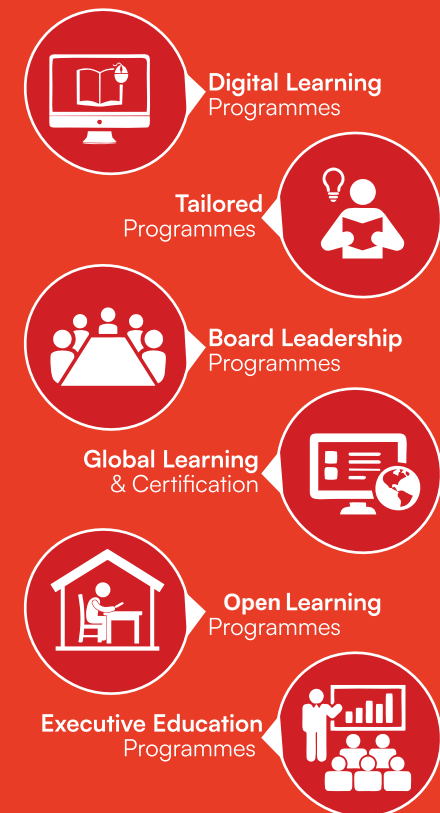 Digital Learning
Programmes
Tailored
Programmes
Board Leadership
Programmes
Global Learning
& Certification
Open Learning
Programmes
Executive Education
Programmes